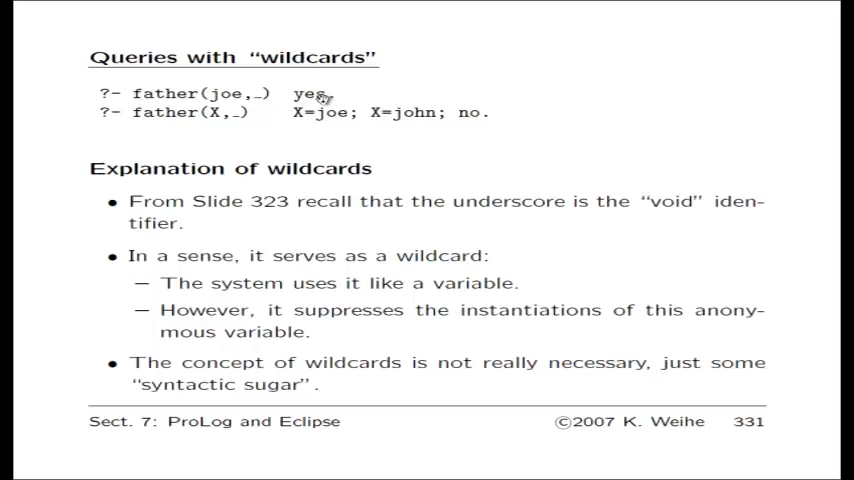 Queries with “wildcards”
?- father(joe,_) yes.
?- father(X,_) X=joe; X=john; no.
Explanation of wildcards
• From Slide 323 recall that the underscore is the “void” iden-
tifier.
• In a sense, it serves as a wildcard:
– The system uses it like a variable.
– However, it suppresses the instantiations of this anony-
mous variable.
• The concept of wildcards is not really necessary, just some
“syntactic sugar”.
Sect. 7: ProLog and Eclipse ©2007 K. Weihe 331